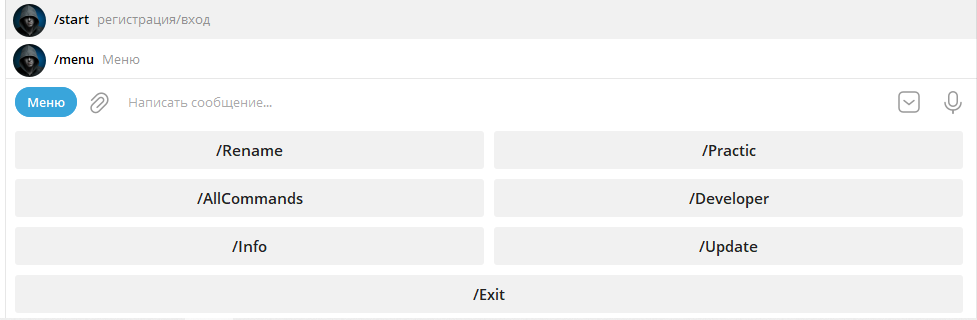 /start регистрация/вход
/menu Меню
Меню Написать сообщение...
/Rename /Practic
/AllCommands /Developer
/Info /Update
/Exit